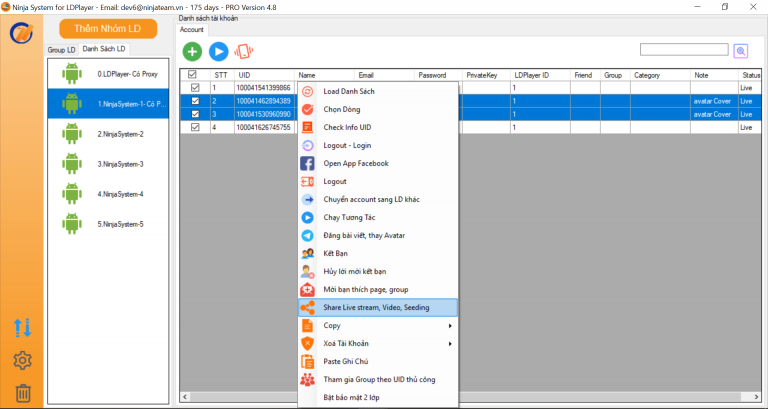 Ninja System for LDPlayer - Email: dev6@ninjateam.vn - 175 days - PRO Version 4.8
Thêm Nhóm LD
Group LD
Danh Sách LD
0.LDPlayer- Có Proxy
1.NinjaSystem-1- Có P...
2.NinjaSystem-2
3.NinjaSystem-3
4.NinjaSystem-4
5.NinjaSystem-5
Danh sách tài khoản
Account
STT UID Name Email Password PrivateKey LDPlayer ID Friend Group Category Note Status
1 100041541399866 1 Live
2 100041462894389 1 avatar Cover Live
3 100041530960990 1 avatar Cover Live
4 100041626745755 1 Live
Load Danh Sách
Chọn Dòng
Check Info UID
Logout - Login
Open App Facebook
Logout
Chuyển account sang LD khác
Chạy Tương Tác
Đăng bài viết, thay Avatar
Kết Bạn
Hủy lời mời kết bạn
Mời bạn thích page, group
Share Live stream, Video, Seeding
Copy
Xoá Tài Khoản
Paste Ghi Chú
Tham gia Group theo UID thủ công
Bật bảo mật 2 lớp